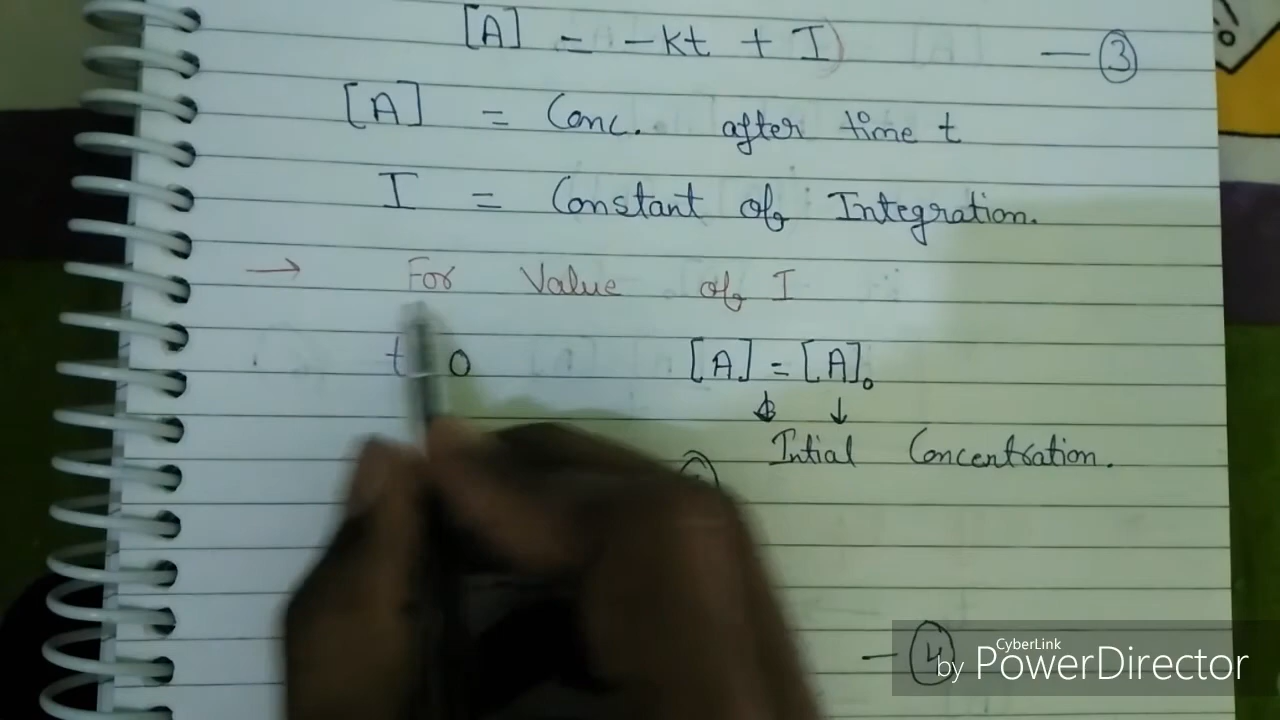 [A] = -kt + I — 3
[A] = Conc. after time t
I = Constant of Integration.
→ For Value of I
t 0 [A] = [A]₀
↓ ↓
Intial Concentration.
— 4
CyberLink
by PowerDirector